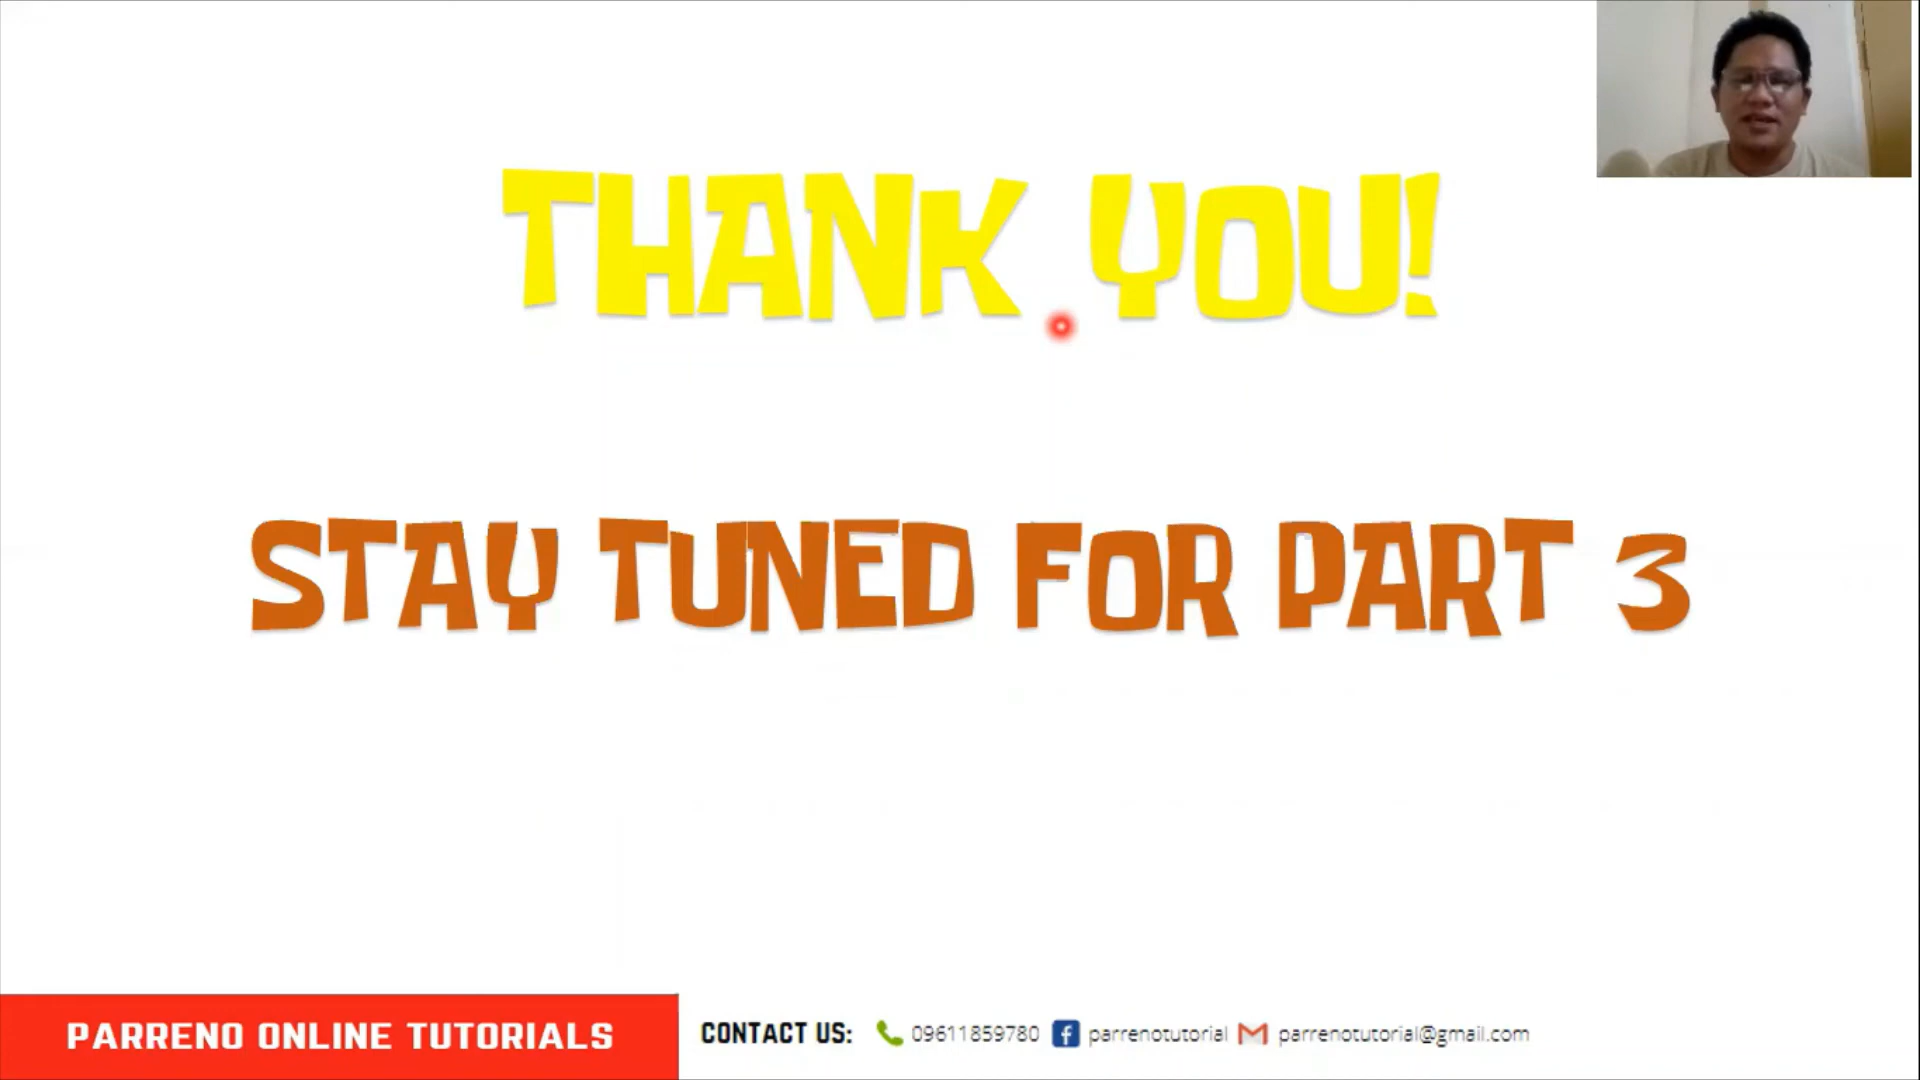 THANK YOU!
STAY TUNED FOR PART 3
PARRENO ONLINE TUTORIALS
CONTACT US: 09611859780 parrenotutorial parrenotutorial@gmail.com